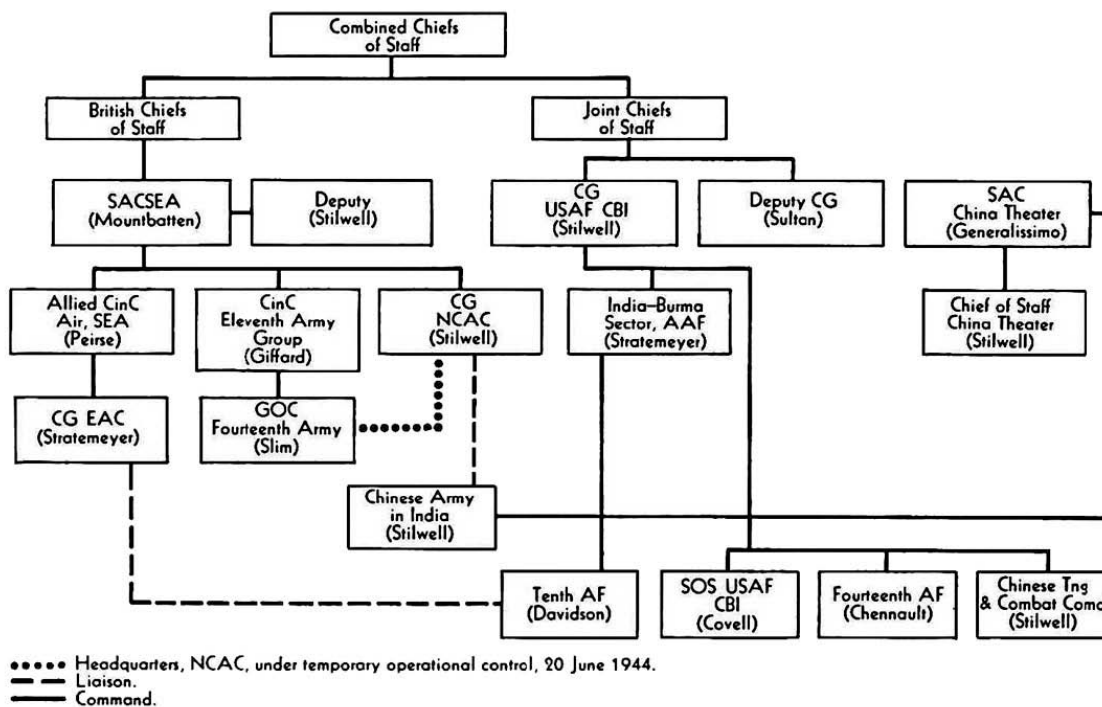 Combined Chiefs
of Staff
British Chiefs
of Staff
Joint Chiefs
of Staff
SACSEA
(Mountbatten)
Deputy
(Stilwell)
CG
USAF CBI
(Stilwell)
Deputy CG
(Sultan)
SAC
China Theater
(Generalissimo)
Allied CinC
Air, SEA
(Peirse)
CinC
Eleventh Army
Group
(Giffard)
CG
NCAC
(Stilwell)
India–Burma
Sector, AAF
(Stratemeyer)
Chief of Staff
China Theater
(Stilwell)
CG EAC
(Stratemeyer)
GOC
Fourteenth Army
(Slim)
Chinese Army
in India
(Stilwell)
Tenth AF
(Davidson)
SOS USAF
CBI
(Covell)
Fourteenth AF
(Chennault)
Chinese Tng
& Combat Comd
(Stilwell)
Headquarters, NCAC, under temporary operational control, 20 June 1944.
Liaison.
Command.